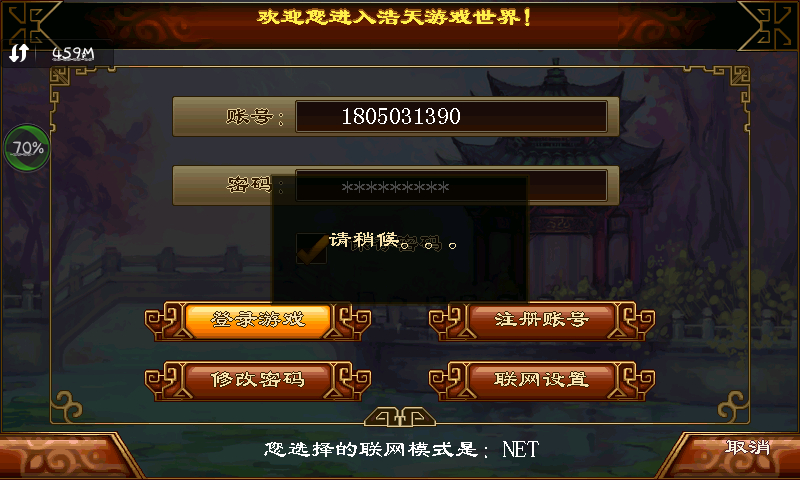 欢迎您进入浩天游戏世界!
459M
账号: 1805031390
70%
密码: *********
请稍候。。。
登录游戏 注册账号
修改密码 联网设置
您选择的联网模式是: NET
取消